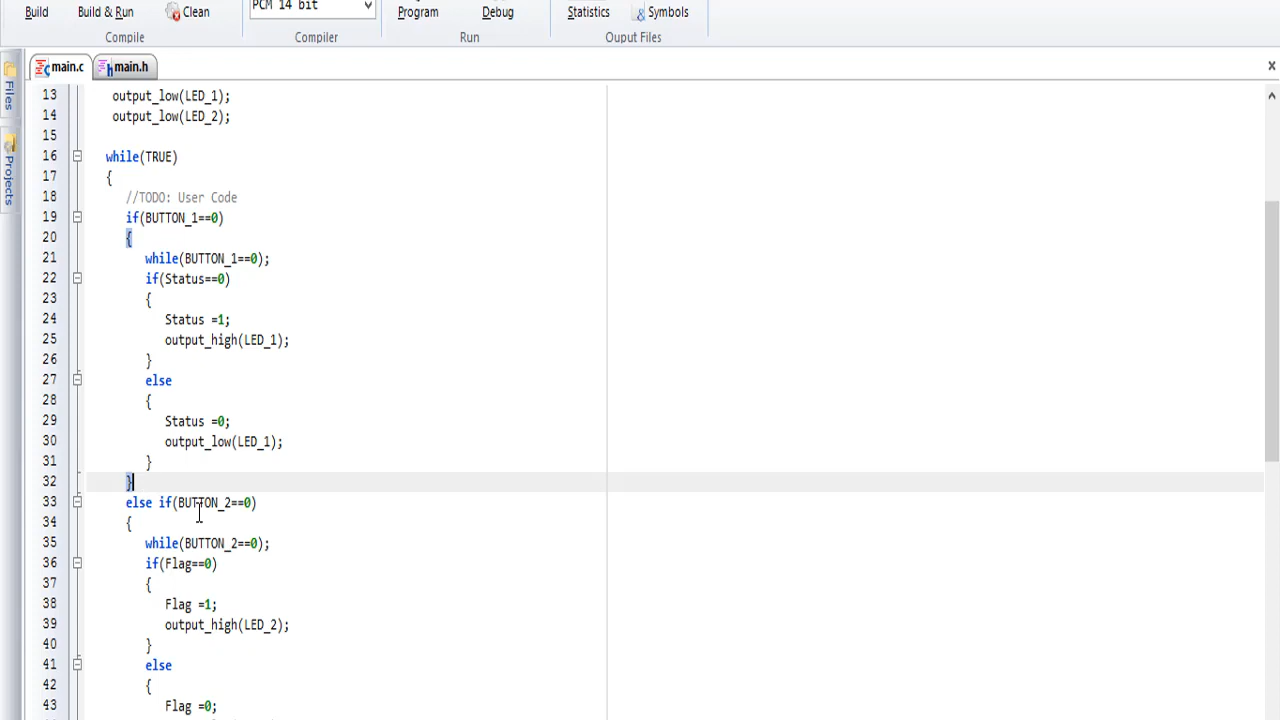 PCM 14 bit
Build Build & Run Clean Program Debug Statistics Symbols
Compile Compiler Run Ouput Files
main.c main.h
Files
Projects
13 output_low(LED_1);
14 output_low(LED_2);
15
16 while(TRUE)
17 {
18 //TODO: User Code
19 if(BUTTON_1==0)
20 {
21 while(BUTTON_1==0);
22 if(Status==0)
23 {
24 Status =1;
25 output_high(LED_1);
26 }
27 else
28 {
29 Status =0;
30 output_low(LED_1);
31 }
32 }
33 else if(BUTTON_2==0)
34 {
35 while(BUTTON_2==0);
36 if(Flag==0)
37 {
38 Flag =1;
39 output_high(LED_2);
40 }
41 else
42 {
43 Flag =0;